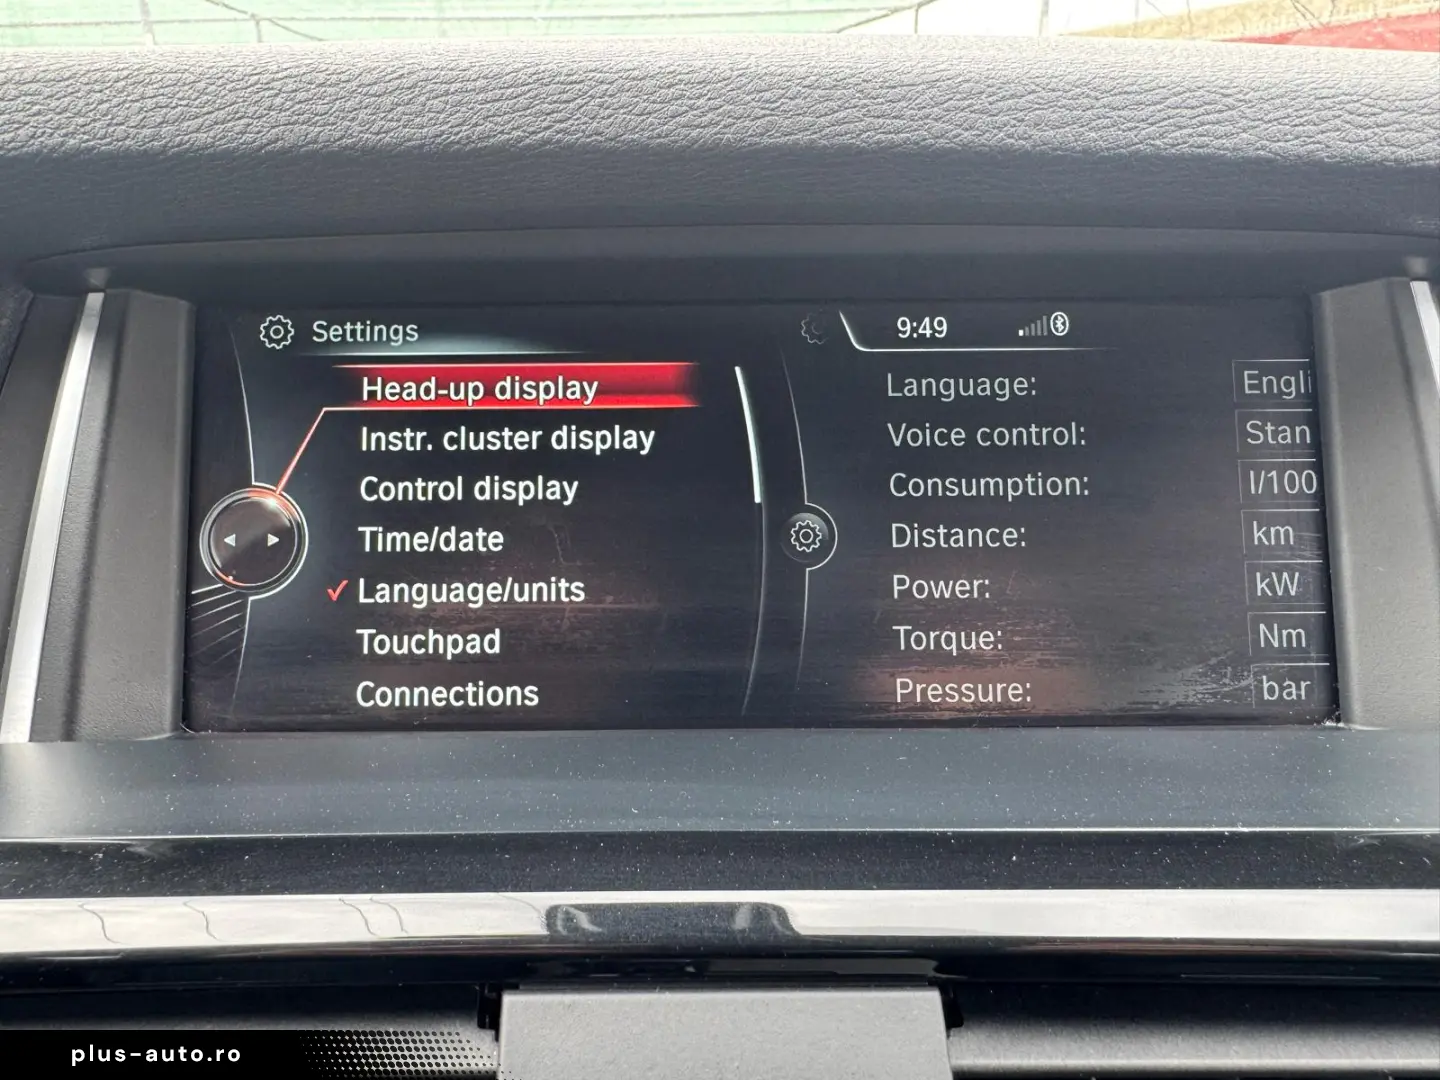 Settings
9:49
Head-up display
Instr. cluster display
Control display
Time/date
✓ Language/units
Touchpad
Connections
Language: Engli
Voice control: Stan
Consumption: l/100
Distance: km
Power: kW
Torque: Nm
Pressure: bar
plus-auto.ro